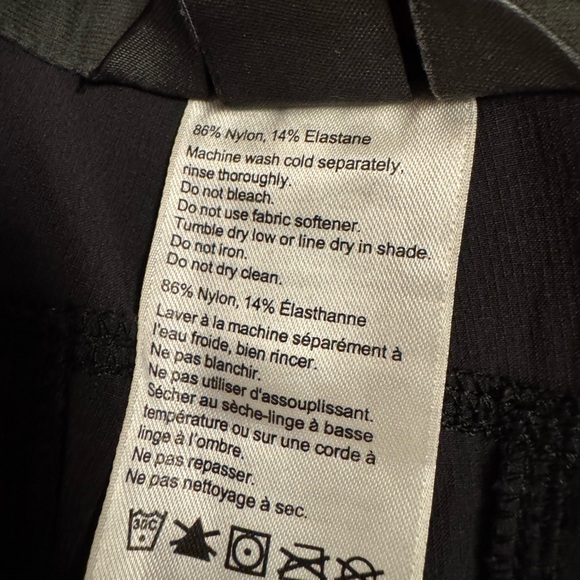 86% Nylon, 14% Elastane
Machine wash cold separately,
rinse thoroughly.
Do not bleach.
Do not use fabric softener.
Tumble dry low or line dry in shade.
Do not iron.
Do not dry clean.
86% Nylon, 14% Élasthanne
Laver à la machine séparément à
l'eau froide, bien rincer.
Ne pas blanchir.
Ne pas utiliser d'assouplissant.
Sécher au sèche-linge à basse
température ou sur une corde à
linge à l'ombre.
Ne pas repasser.
Ne pas nettoyage à sec.
30C